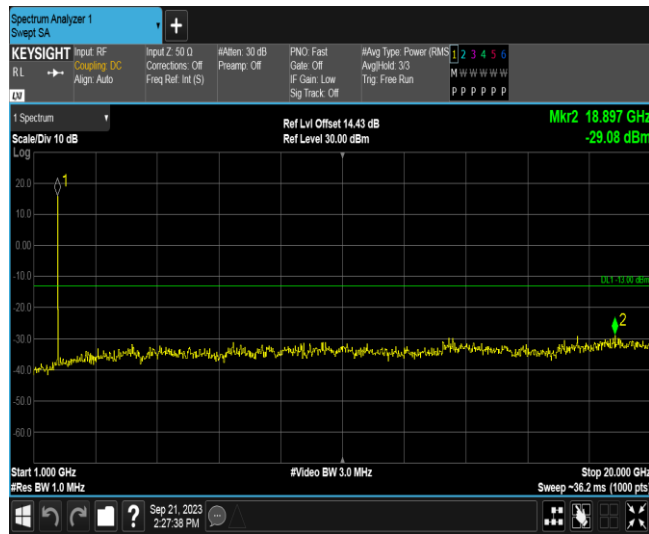 Spectrum Analyzer 1
Swept SA
+
KEYSIGHT
RL
LXI
Input: RF
Coupling: DC
Align: Auto
Input Z: 50 Ω
Corrections: Off
Freq Ref: Int (S)
#Atten: 30 dB
Preamp: Off
PNO: Fast
Gate: Off
IF Gain: Low
Sig Track: Off
#Avg Type: Power (RMS
Avg|Hold: 3/3
Trig: Free Run
1 2 3 4 5 6
M W W W W W
P P P P P P
1 Spectrum
Scale/Div 10 dB
Log
Ref Lvl Offset 14.43 dB
Ref Level 30.00 dBm
Mkr2 18.897 GHz
-29.08 dBm
1
20.0
10.0
0.00
-10.0
DL1 -13.00 dBm
-20.0
2
-30.0
-40.0
-50.0
-60.0
Start 1.000 GHz
#Res BW 1.0 MHz
#Video BW 3.0 MHz
Stop 20.000 GHz
Sweep ~36.2 ms (1000 pts)
?
Sep 21, 2023
2:27:38 PM